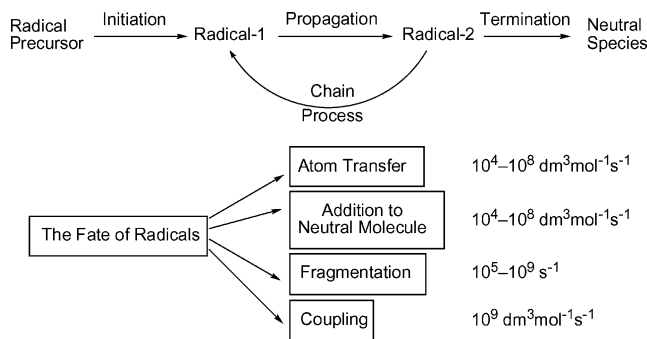 Radical Precursor
Initiation
Radical-1
Propagation
Radical-2
Termination
Neutral Species
Chain
Process
Atom Transfer
10⁴–10⁸ dm³mol⁻¹s⁻¹
Addition to
Neutral Molecule
10⁴–10⁸ dm³mol⁻¹s⁻¹
The Fate of Radicals
Fragmentation
10⁵–10⁹ s⁻¹
Coupling
10⁹ dm³mol⁻¹s⁻¹